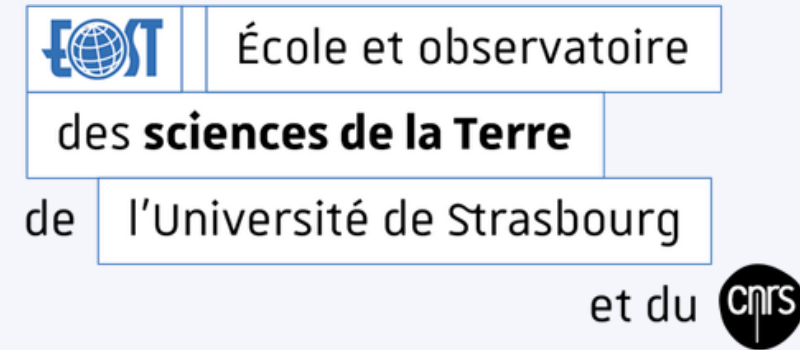 EOST École et observatoire
des sciences de la Terre
de l'Université de Strasbourg
et du cnrs